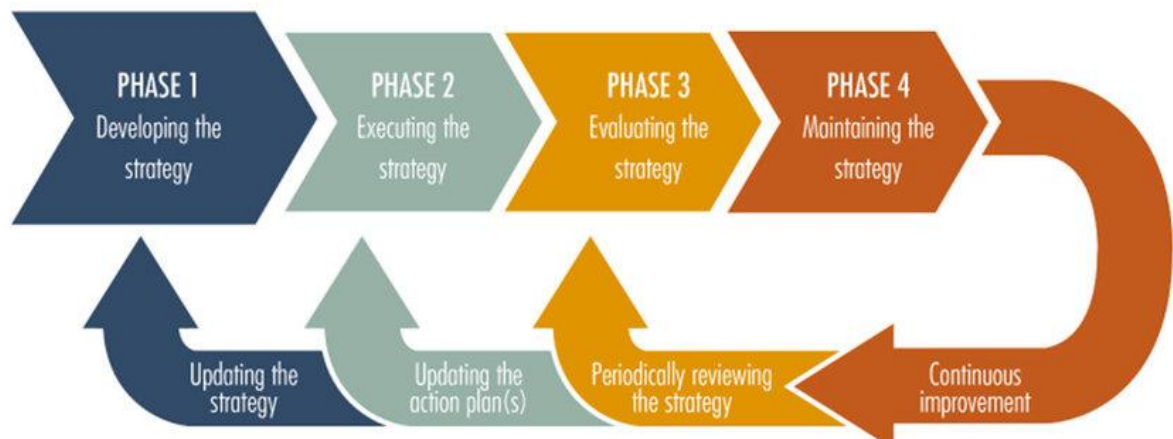 PHASE 1
Developing the
strategy
PHASE 2
Executing the
strategy
PHASE 3
Evaluating the
strategy
PHASE 4
Maintaining the
strategy
Updating the
strategy
Updating the
action plan(s)
Periodically reviewing
the strategy
Continuous
improvement